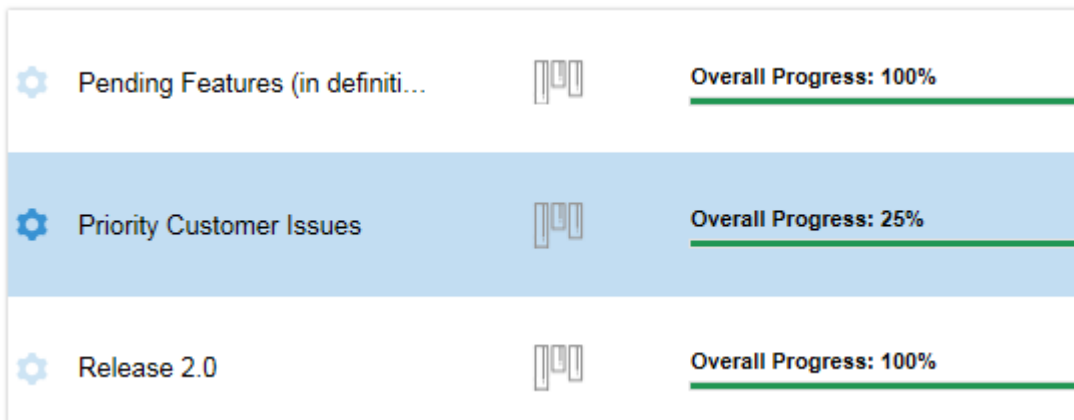 Pending Features (in definiti...
Overall Progress: 100%
Priority Customer Issues
Overall Progress: 25%
Release 2.0
Overall Progress: 100%